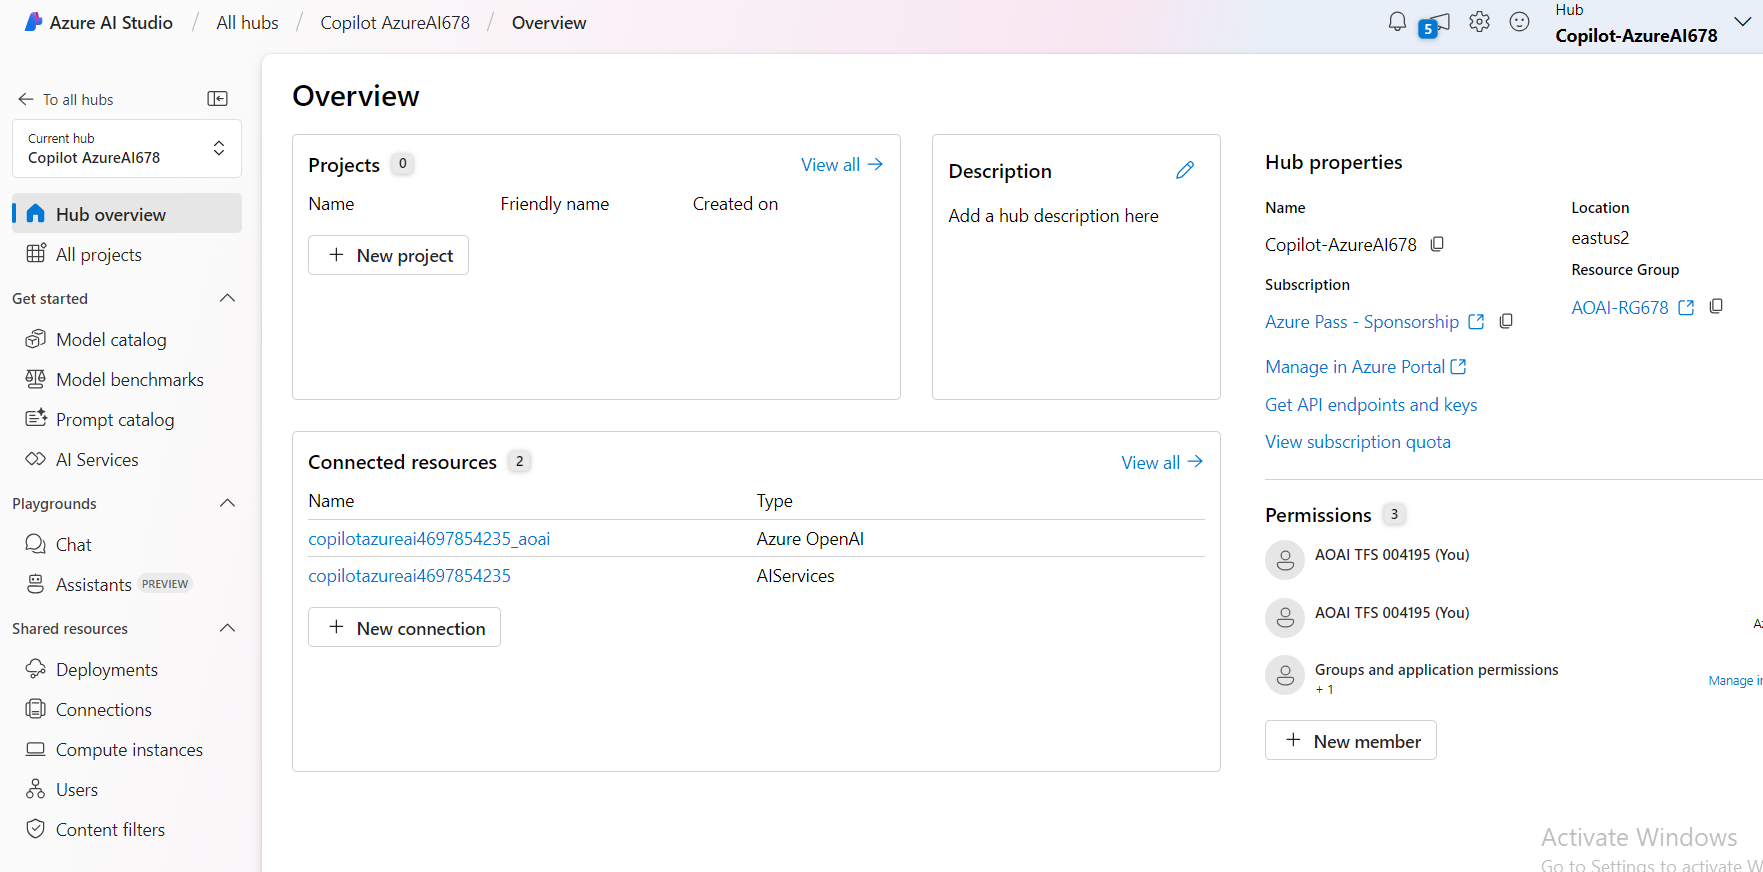 Azure AI Studio / All hubs / Copilot AzureAI678 / Overview
5
Hub
Copilot-AzureAI678
To all hubs
Current hub
Copilot AzureAI678
Hub overview
All projects
Get started
Model catalog
Model benchmarks
Prompt catalog
AI Services
Playgrounds
Chat
Assistants PREVIEW
Shared resources
Deployments
Connections
Compute instances
Users
Content filters
Overview
Projects 0 View all
Name Friendly name Created on
+ New project
Description
Add a hub description here
Connected resources 2 View all
Name Type
copilotazureai4697854235_aoai Azure OpenAI
copilotazureai4697854235 AIServices
+ New connection
Hub properties
Name
Copilot-AzureAI678
Location
eastus2
Subscription
Azure Pass - Sponsorship
Resource Group
AOAI-RG678
Manage in Azure Portal
Get API endpoints and keys
View subscription quota
Permissions 3
AOAI TFS 004195 (You)
AOAI TFS 004195 (You)
Groups and application permissions
+ 1
Manage
+ New member
Activate Windows
Go to Settings to activate